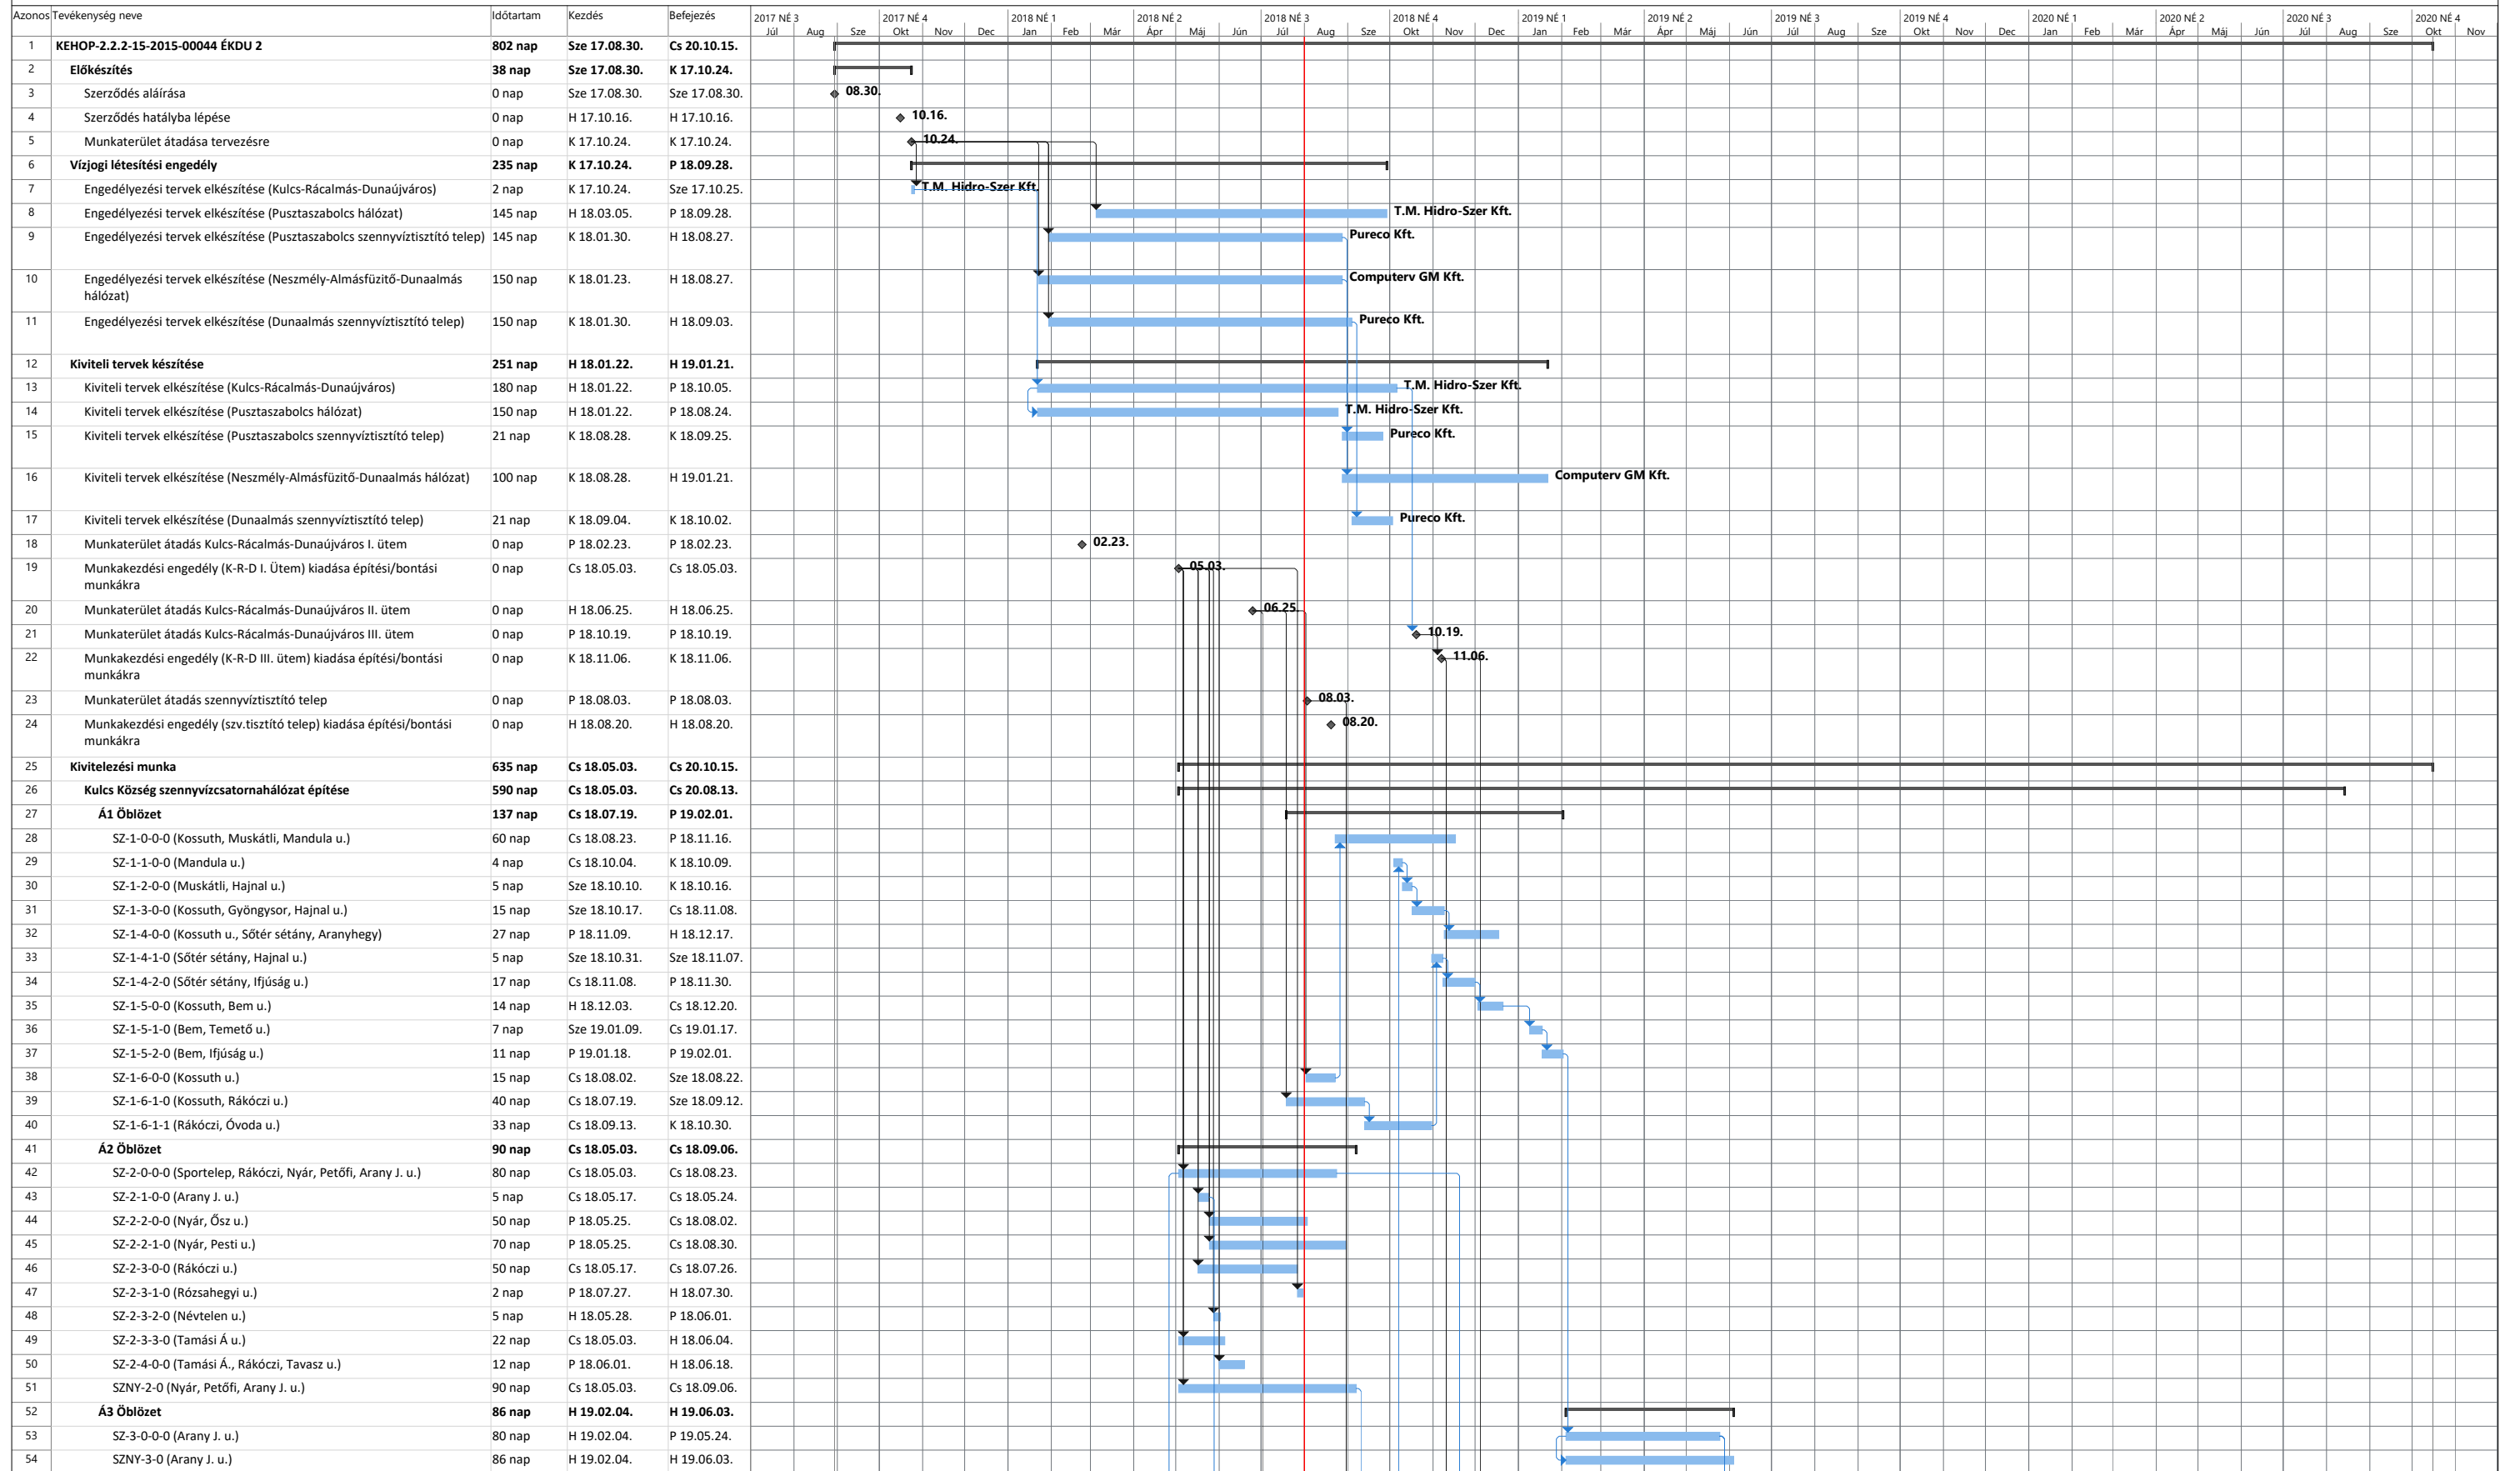 Azonos Tevékenység neve Időtartam Kezdés Befejezés
2017 NÉ 3 2017 NÉ 4 2018 NÉ 1 2018 NÉ 2 2018 NÉ 3 2018 NÉ 4 2019 NÉ 1 2019 NÉ 2 2019 NÉ 3 2019 NÉ 4 2020 NÉ 1 2020 NÉ 2 2020 NÉ 3 2020 NÉ 4
Júl Aug Sze Okt Nov Dec Jan Feb Már Ápr Máj Jún Júl Aug Sze Okt Nov Dec Jan Feb Már Ápr Máj Jún Júl Aug Sze Okt Nov Dec Jan Feb Már Ápr Máj Jún Júl Aug Sze Okt Nov
1 KEHOP-2.2.2-15-2015-00044 ÉKDU 2 802 nap Sze 17.08.30. Cs 20.10.15.
2 Előkészítés 38 nap Sze 17.08.30. K 17.10.24.
3 Szerződés aláírása 0 nap Sze 17.08.30. Sze 17.08.30. 08.30.
4 Szerződés hatályba lépése 0 nap H 17.10.16. H 17.10.16. 10.16.
5 Munkaterület átadása tervezésre 0 nap K 17.10.24. K 17.10.24. 10.24.
6 Vízjogi létesítési engedély 235 nap K 17.10.24. P 18.09.28.
7 Engedélyezési tervek elkészítése (Kulcs-Rácalmás-Dunaújváros) 2 nap K 17.10.24. Sze 17.10.25. T.M. Hidro-Szer Kft.
8 Engedélyezési tervek elkészítése (Pusztaszabolcs hálózat) 145 nap H 18.03.05. P 18.09.28. T.M. Hidro-Szer Kft.
9 Engedélyezési tervek elkészítése (Pusztaszabolcs szennyvíztisztító telep) 145 nap K 18.01.30. H 18.08.27. Pureco Kft.
10 Engedélyezési tervek elkészítése (Neszmély-Almásfüzitő-Dunaalmás 150 nap K 18.01.23. H 18.08.27. Computerv GM Kft.
hálózat)
11 Engedélyezési tervek elkészítése (Dunaalmás szennyvíztisztító telep) 150 nap K 18.01.30. H 18.09.03. Pureco Kft.
12 Kiviteli tervek készítése 251 nap H 18.01.22. H 19.01.21.
13 Kiviteli tervek elkészítése (Kulcs-Rácalmás-Dunaújváros) 180 nap H 18.01.22. P 18.10.05. T.M. Hidro-Szer Kft.
14 Kiviteli tervek elkészítése (Pusztaszabolcs hálózat) 150 nap H 18.01.22. P 18.08.24. T.M. Hidro-Szer Kft.
15 Kiviteli tervek elkészítése (Pusztaszabolcs szennyvíztisztító telep) 21 nap K 18.08.28. K 18.09.25. Pureco Kft.
16 Kiviteli tervek elkészítése (Neszmély-Almásfüzitő-Dunaalmás hálózat) 100 nap K 18.08.28. H 19.01.21. Computerv GM Kft.
17 Kiviteli tervek elkészítése (Dunaalmás szennyvíztisztító telep) 21 nap K 18.09.04. K 18.10.02. Pureco Kft.
18 Munkaterület átadás Kulcs-Rácalmás-Dunaújváros I. ütem 0 nap P 18.02.23. P 18.02.23. 02.23.
19 Munkakezdési engedély (K-R-D I. Ütem) kiadása építési/bontási 0 nap Cs 18.05.03. Cs 18.05.03. 05.03.
munkákra
20 Munkaterület átadás Kulcs-Rácalmás-Dunaújváros II. ütem 0 nap H 18.06.25. H 18.06.25. 06.25.
21 Munkaterület átadás Kulcs-Rácalmás-Dunaújváros III. ütem 0 nap P 18.10.19. P 18.10.19. 10.19.
22 Munkakezdési engedély (K-R-D III. ütem) kiadása építési/bontási 0 nap K 18.11.06. K 18.11.06. 11.06.
munkákra
23 Munkaterület átadás szennyvíztisztító telep 0 nap P 18.08.03. P 18.08.03. 08.03.
24 Munkakezdési engedély (szv.tisztító telep) kiadása építési/bontási 0 nap H 18.08.20. H 18.08.20. 08.20.
munkákra
25 Kivitelezési munka 635 nap Cs 18.05.03. Cs 20.10.15.
26 Kulcs Község szennyvízcsatornahálózat építése 590 nap Cs 18.05.03. Cs 20.08.13.
27 Á1 Öblözet 137 nap Cs 18.07.19. P 19.02.01.
28 SZ-1-0-0-0 (Kossuth, Muskátli, Mandula u.) 60 nap Cs 18.08.23. P 18.11.16.
29 SZ-1-1-0-0 (Mandula u.) 4 nap Cs 18.10.04. K 18.10.09.
30 SZ-1-2-0-0 (Muskátli, Hajnal u.) 5 nap Sze 18.10.10. K 18.10.16.
31 SZ-1-3-0-0 (Kossuth, Gyöngysor, Hajnal u.) 15 nap Sze 18.10.17. Cs 18.11.08.
32 SZ-1-4-0-0 (Kossuth u., Sőtér sétány, Aranyhegy) 27 nap P 18.11.09. H 18.12.17.
33 SZ-1-4-1-0 (Sőtér sétány, Hajnal u.) 5 nap Sze 18.10.31. Sze 18.11.07.
34 SZ-1-4-2-0 (Sőtér sétány, Ifjúság u.) 17 nap Cs 18.11.08. P 18.11.30.
35 SZ-1-5-0-0 (Kossuth, Bem u.) 14 nap H 18.12.03. Cs 18.12.20.
36 SZ-1-5-1-0 (Bem, Temető u.) 7 nap Sze 19.01.09. Cs 19.01.17.
37 SZ-1-5-2-0 (Bem, Ifjúság u.) 11 nap P 19.01.18. P 19.02.01.
38 SZ-1-6-0-0 (Kossuth u.) 15 nap Cs 18.08.02. Sze 18.08.22.
39 SZ-1-6-1-0 (Kossuth, Rákóczi u.) 40 nap Cs 18.07.19. Sze 18.09.12.
40 SZ-1-6-1-1 (Rákóczi, Óvoda u.) 33 nap Cs 18.09.13. K 18.10.30.
41 Á2 Öblözet 90 nap Cs 18.05.03. Cs 18.09.06.
42 SZ-2-0-0-0 (Sportelep, Rákóczi, Nyár, Petőfi, Arany J. u.) 80 nap Cs 18.05.03. Cs 18.08.23.
43 SZ-2-1-0-0 (Arany J. u.) 5 nap Cs 18.05.17. Cs 18.05.24.
44 SZ-2-2-0-0 (Nyár, Ősz u.) 50 nap P 18.05.25. Cs 18.08.02.
45 SZ-2-2-1-0 (Nyár, Pesti u.) 70 nap P 18.05.25. Cs 18.08.30.
46 SZ-2-3-0-0 (Rákóczi u.) 50 nap Cs 18.05.17. Cs 18.07.26.
47 SZ-2-3-1-0 (Rózsahegyi u.) 2 nap P 18.07.27. H 18.07.30.
48 SZ-2-3-2-0 (Névtelen u.) 5 nap H 18.05.28. P 18.06.01.
49 SZ-2-3-3-0 (Tamási Á u.) 22 nap Cs 18.05.03. H 18.06.04.
50 SZ-2-4-0-0 (Tamási Á., Rákóczi, Tavasz u.) 12 nap P 18.06.01. H 18.06.18.
51 SZNY-2-0 (Nyár, Petőfi, Arany J. u.) 90 nap Cs 18.05.03. Cs 18.09.06.
52 Á3 Öblözet 86 nap H 19.02.04. H 19.06.03.
53 SZ-3-0-0-0 (Arany J. u.) 80 nap H 19.02.04. P 19.05.24.
54 SZNY-3-0 (Arany J. u.) 86 nap H 19.02.04. H 19.06.03.